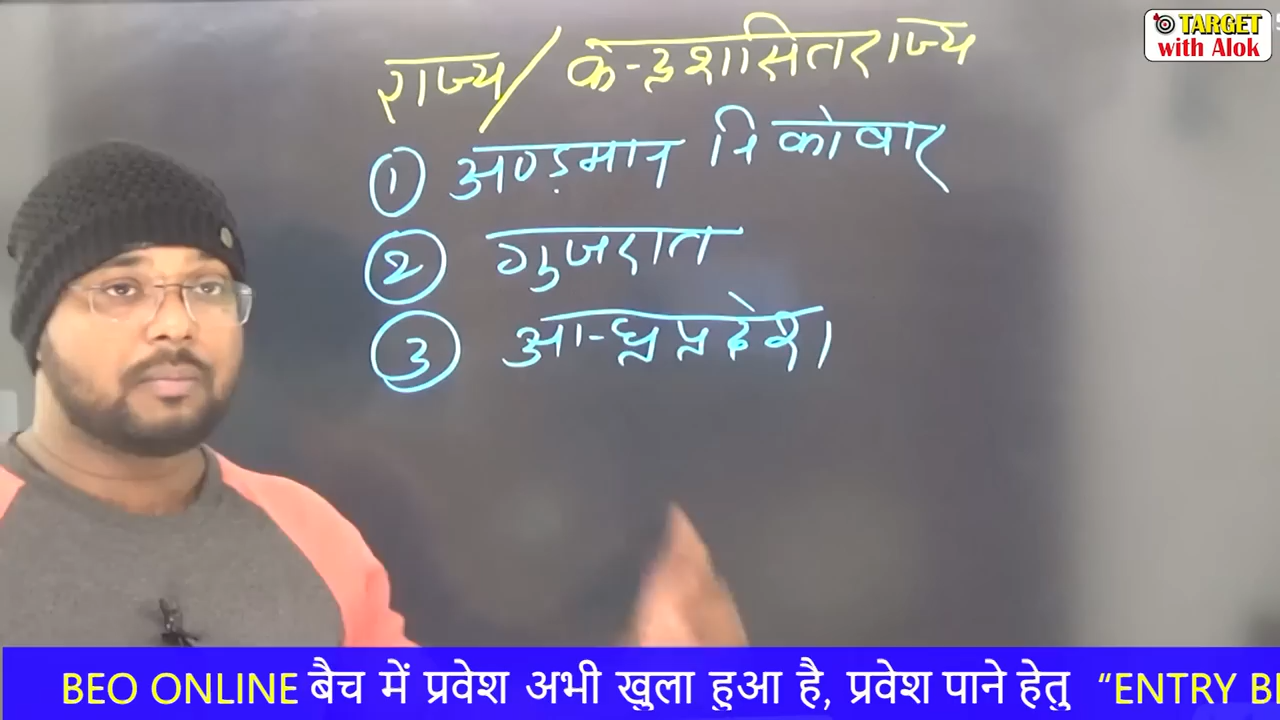 TARGET
with Alok
राज्य/केन्द्रशासितराज्य
① अण्डमान निकोबार
② गुजरात
③ आन्ध्रप्रदेश
BEO ONLINE बैच में प्रवेश अभी खुला हुआ है, प्रवेश पाने हेतु "ENTRY BE